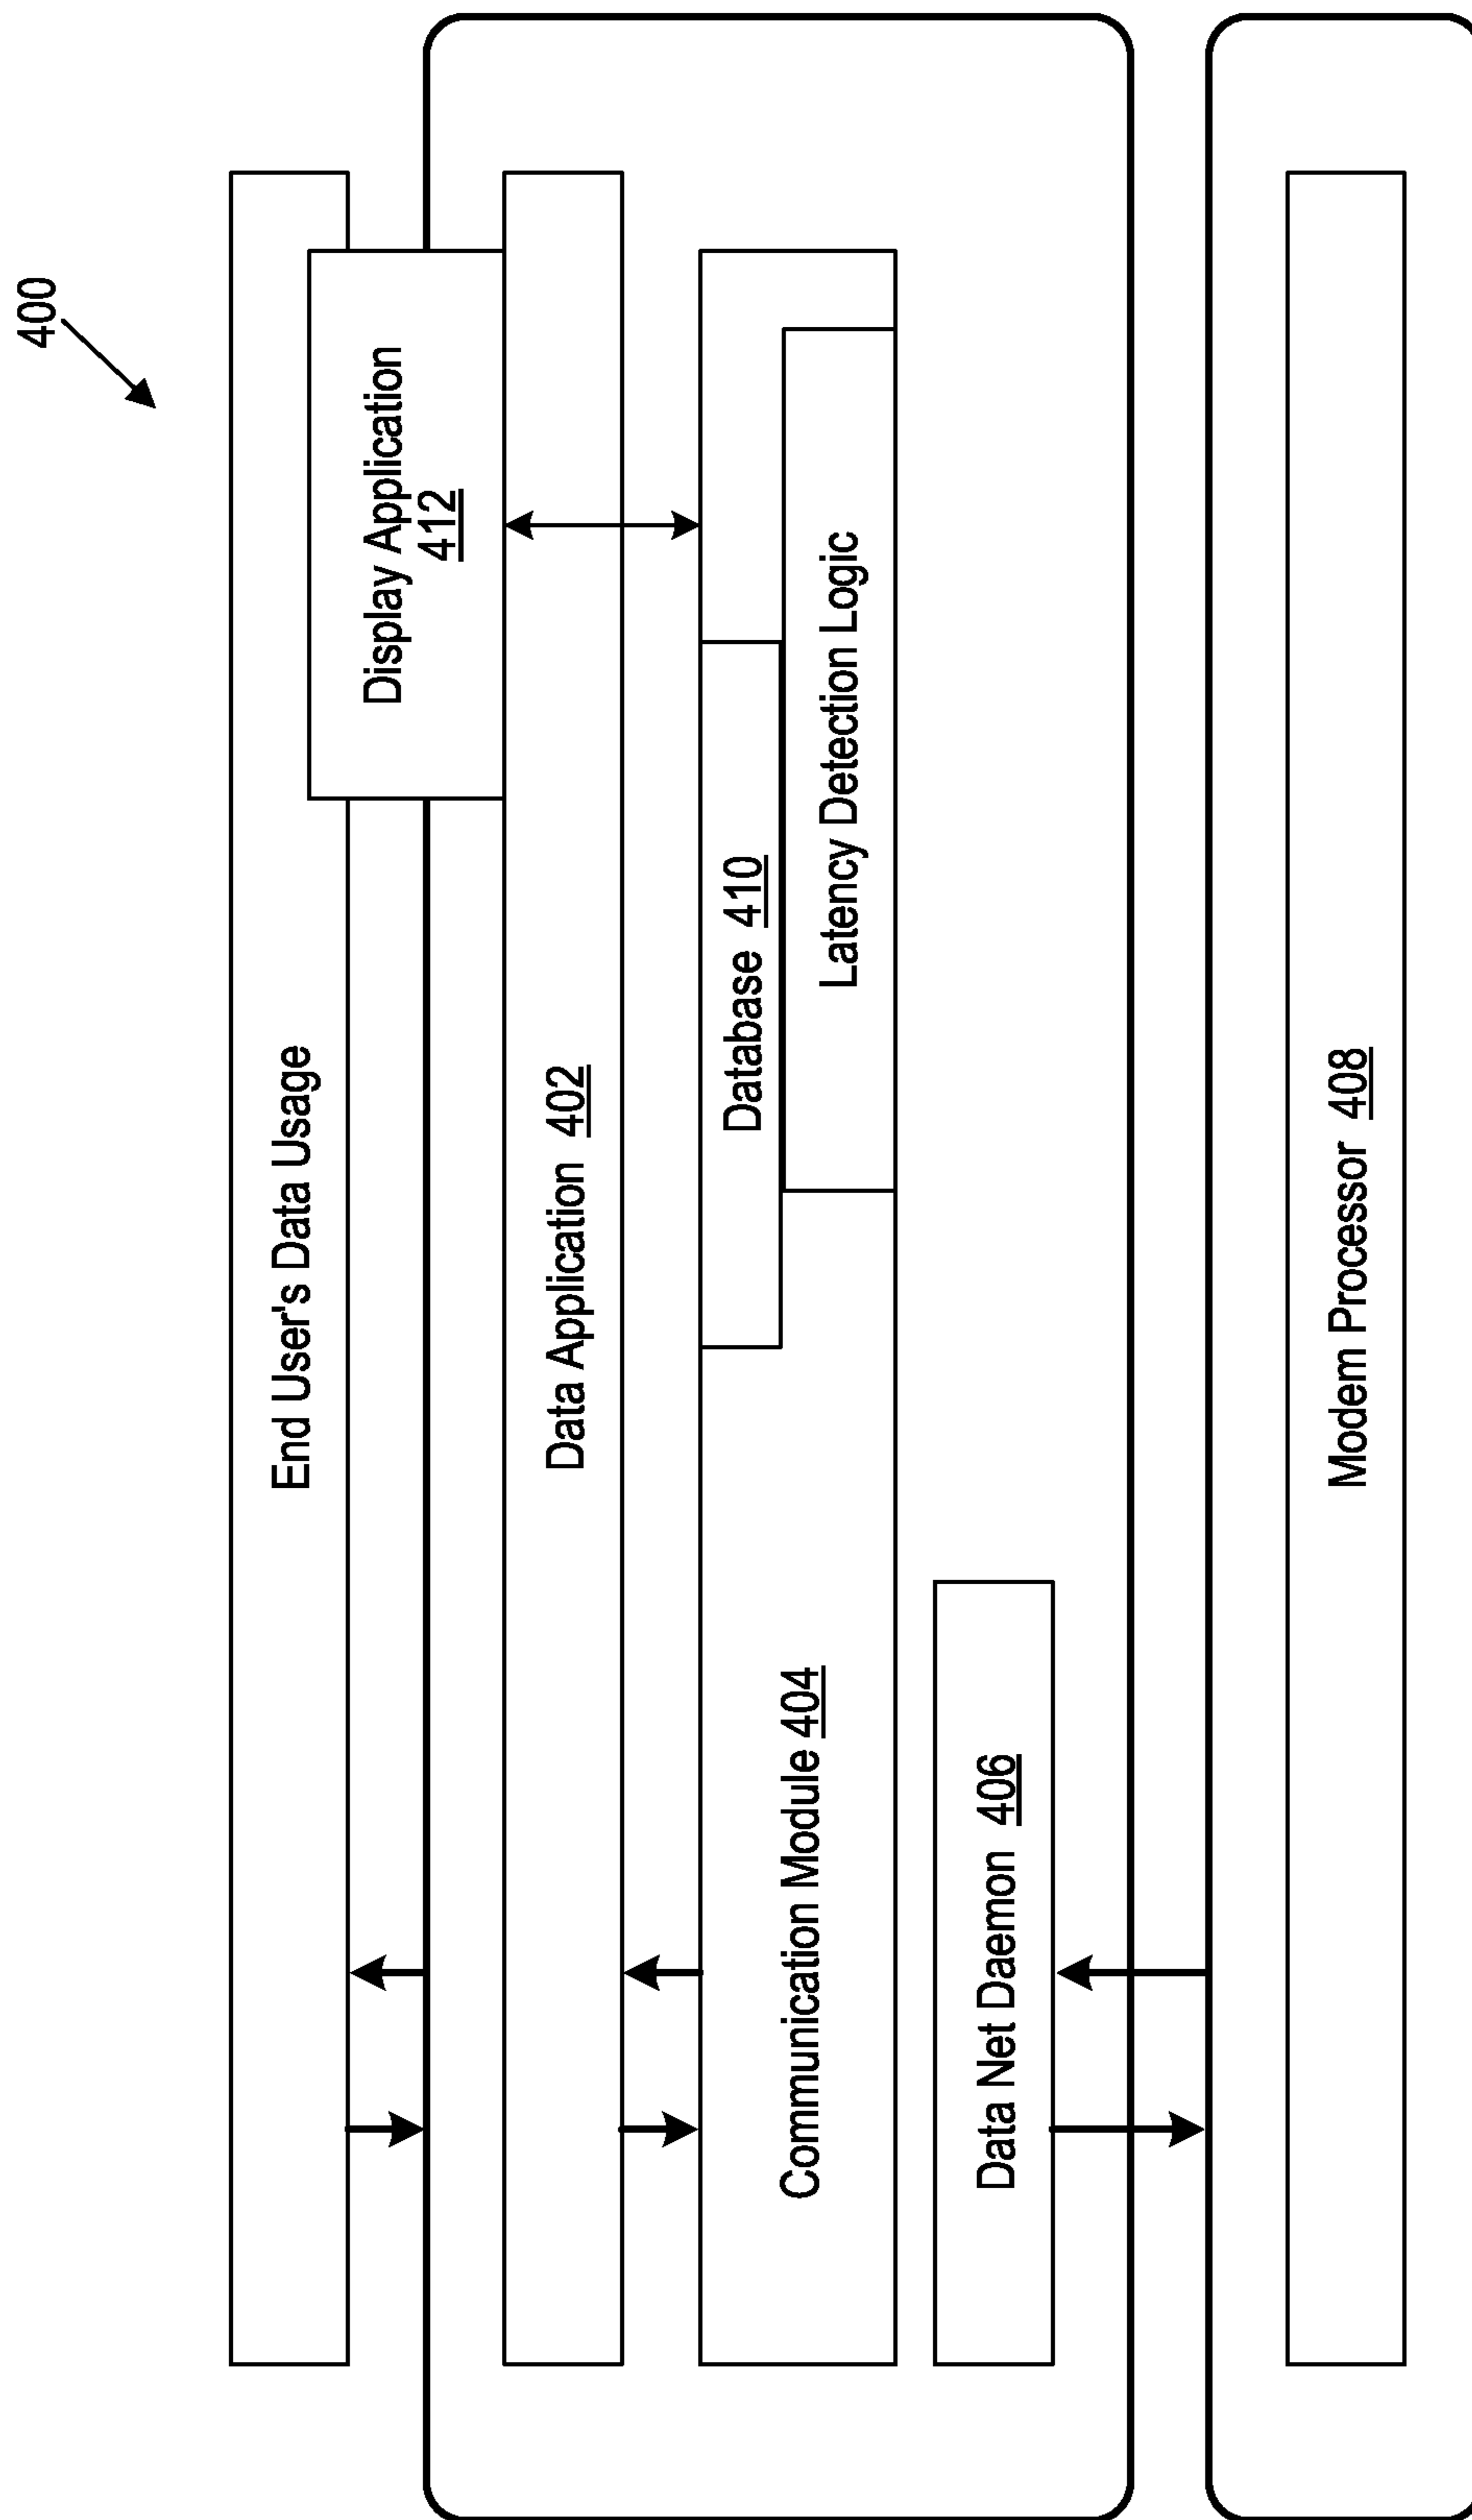 400
End User's Data Usage
Display Application
412
Data Application 402
Database 410
Latency Detection Logic
Communication Module 404
Data Net Daemon 406
Modem Processor 408